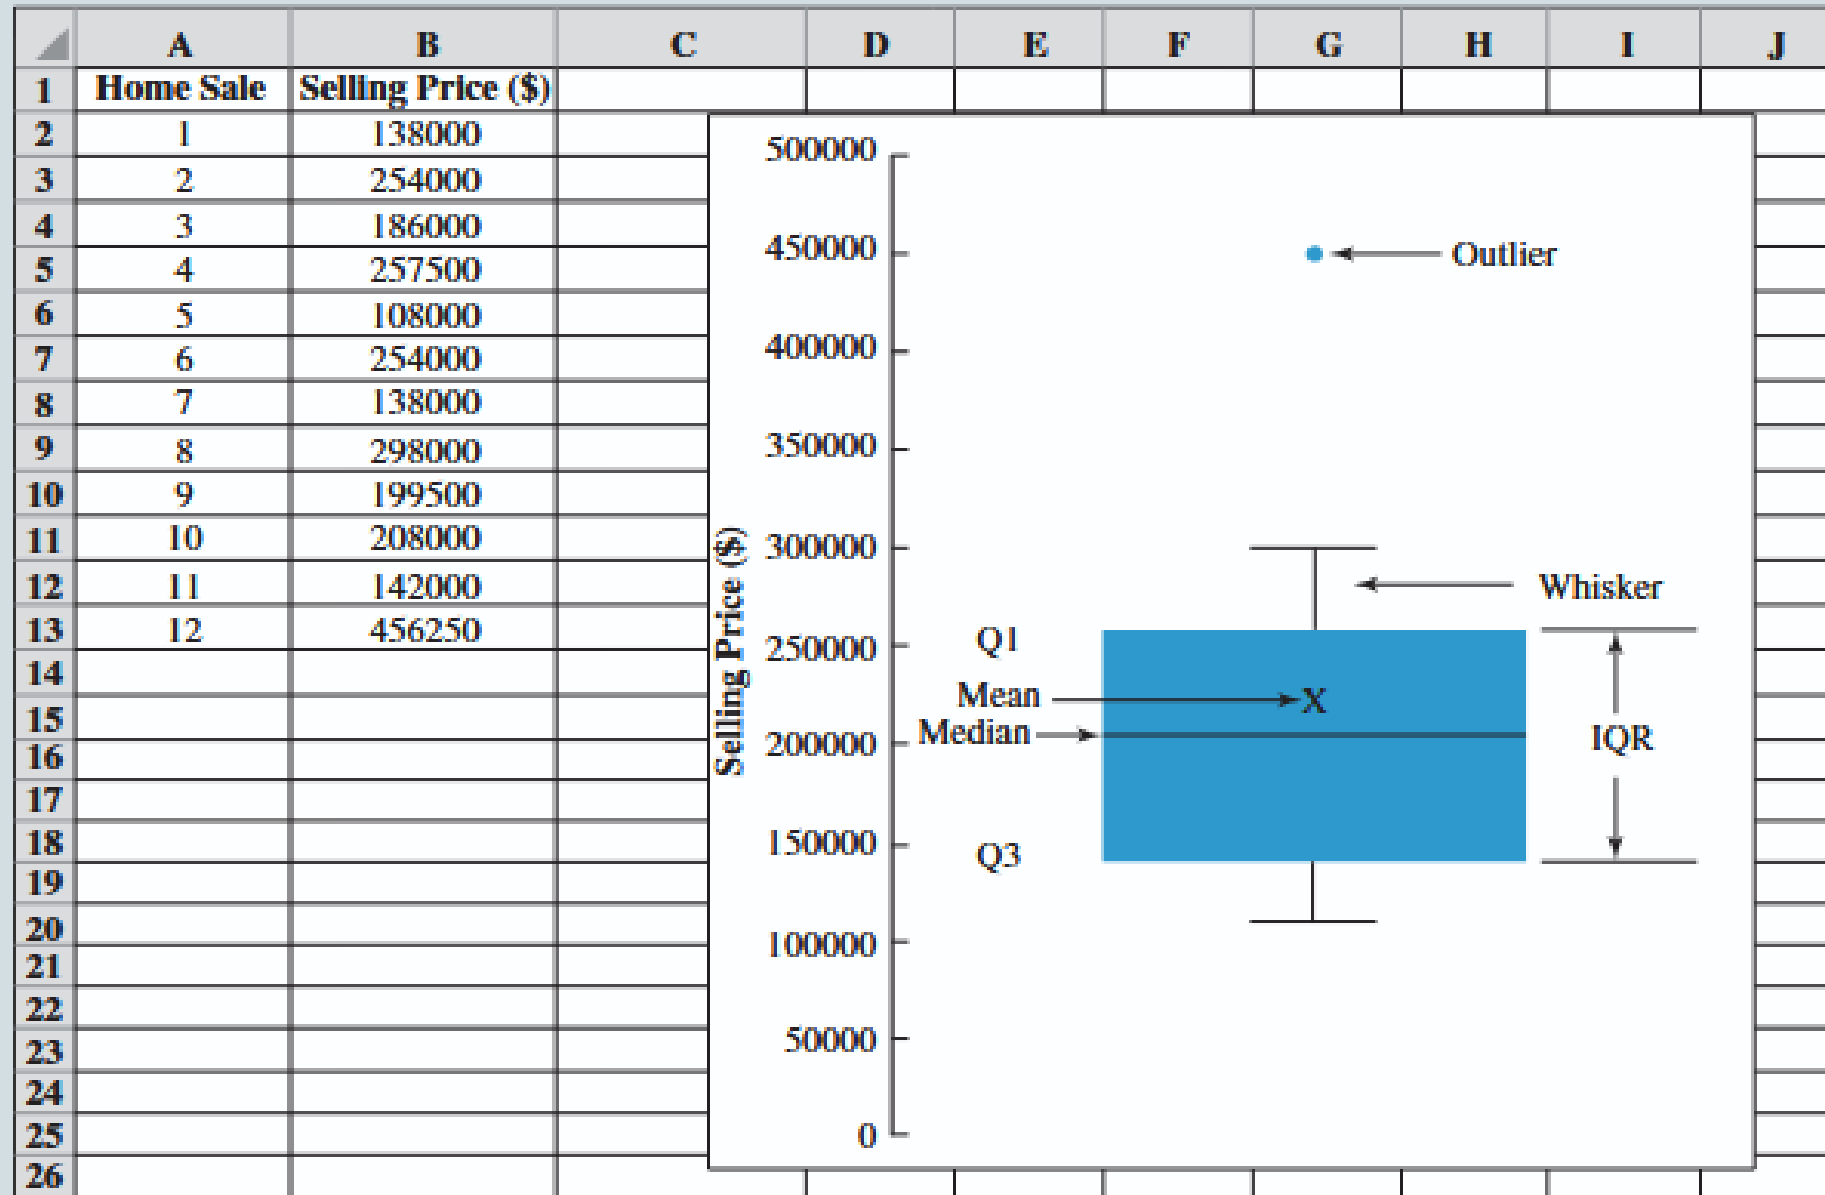 A B C D E F G H I J
1 Home Sale Selling Price ($)
2 1 138000
3 2 254000
4 3 186000
5 4 257500
6 5 108000
7 6 254000
8 7 138000
9 8 298000
10 9 199500
11 10 208000
12 11 142000
13 12 456250
14
15
16
17
18
19
20
21
22
23
24
25
26
Selling Price ($)
500000
450000
400000
350000
300000
250000
200000
150000
100000
50000
0
Outlier
Whisker
Q1
Mean
X
Median
IQR
Q3